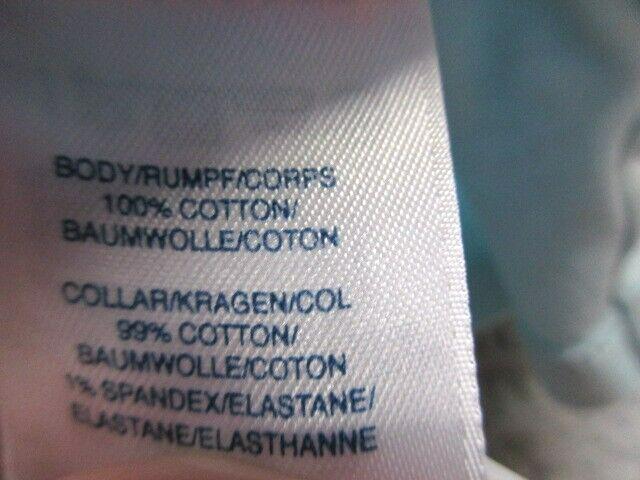 BODY/RUMPF/CORPS
100% COTTON/
BAUMWOLLE/COTON
COLLAR/KRAGEN/COL
99% COTTON/
BAUMWOLLE/COTON
1% SPANDEX/ELASTANE/
ELASTANE/ELASTHANNE